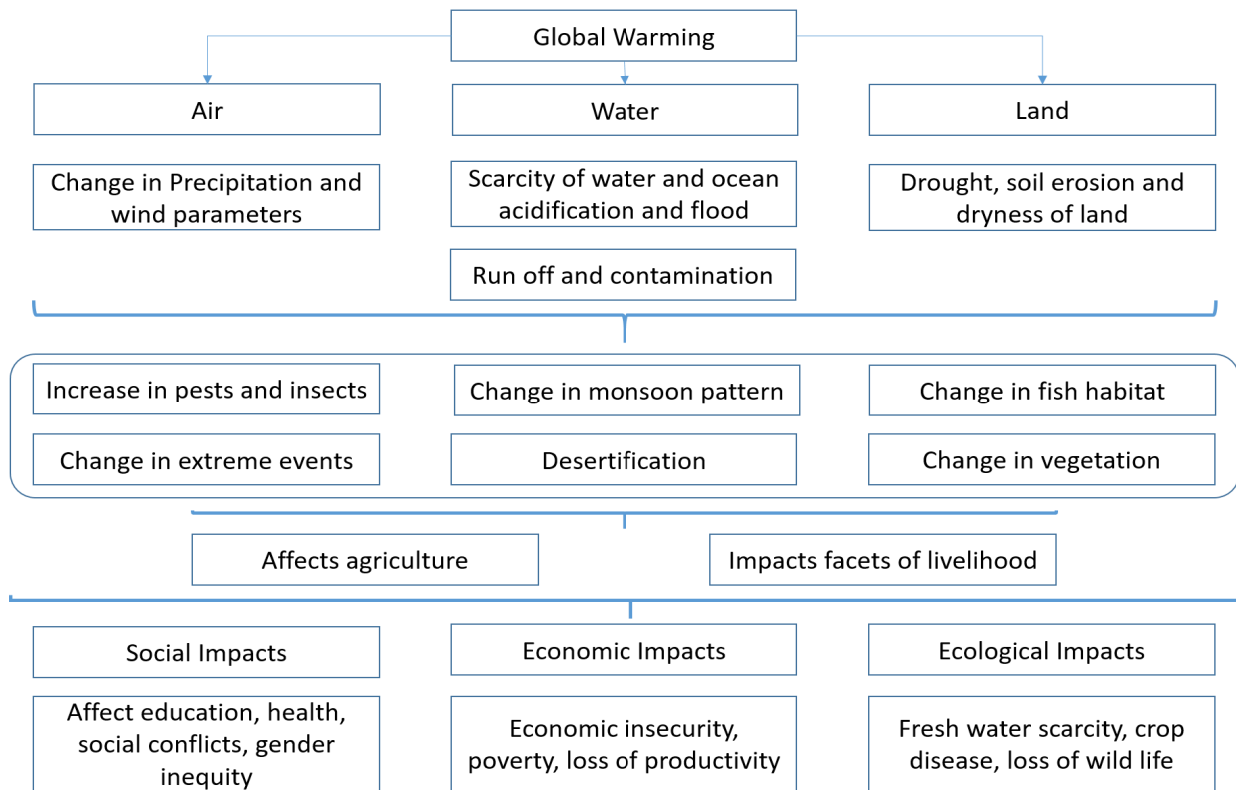 Global Warming
Air
Water
Land
Change in Precipitation and
wind parameters
Scarcity of water and ocean
acidification and flood
Drought, soil erosion and
dryness of land
Run off and contamination
Increase in pests and insects
Change in monsoon pattern
Change in fish habitat
Change in extreme events
Desertification
Change in vegetation
Affects agriculture
Impacts facets of livelihood
Social Impacts
Economic Impacts
Ecological Impacts
Affect education, health,
social conflicts, gender
inequity
Economic insecurity,
poverty, loss of productivity
Fresh water scarcity, crop
disease, loss of wild life